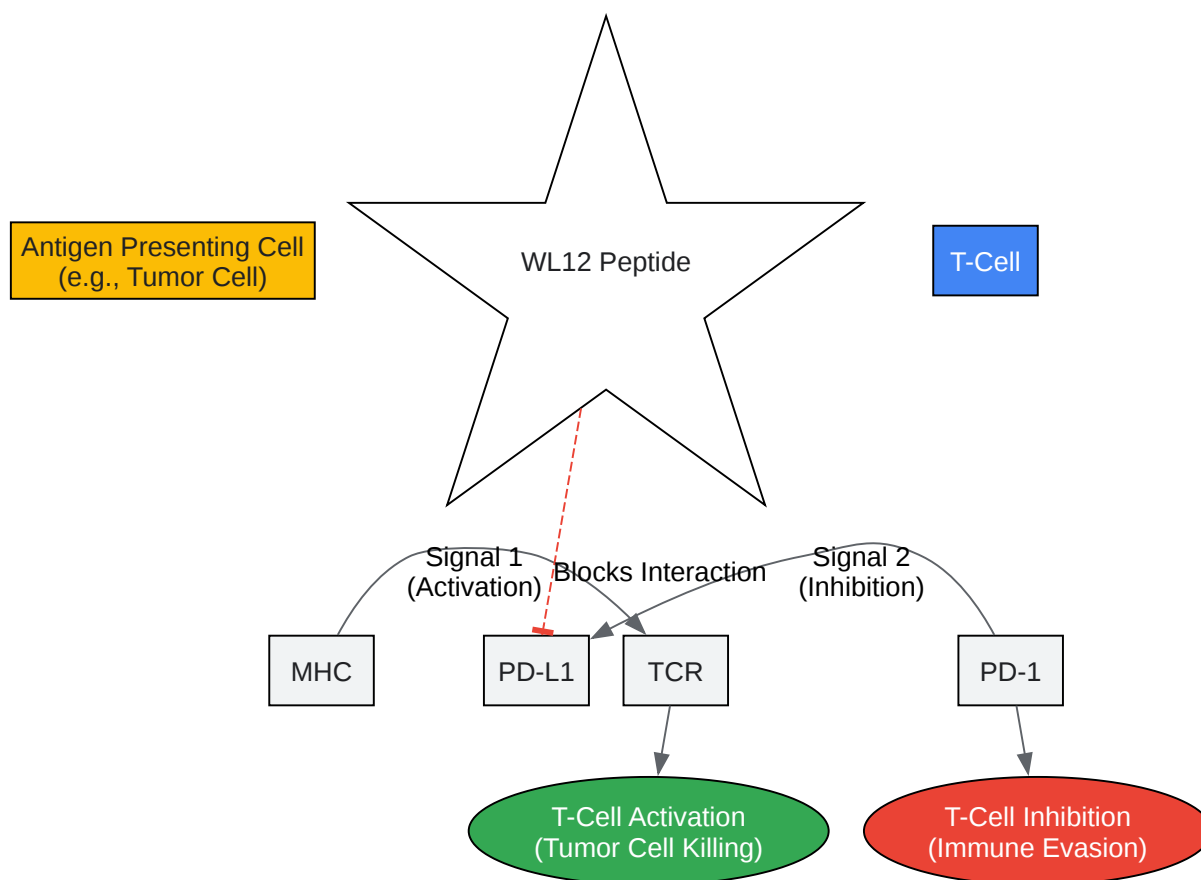 Antigen Presenting Cell
(e.g., Tumor Cell)
WL12 Peptide
T-Cell
Signal 1
(Activation)
Blocks Interaction
Signal 2
(Inhibition)
MHC
PD-L1
TCR
PD-1
T-Cell Activation
(Tumor Cell Killing)
T-Cell Inhibition
(Immune Evasion)